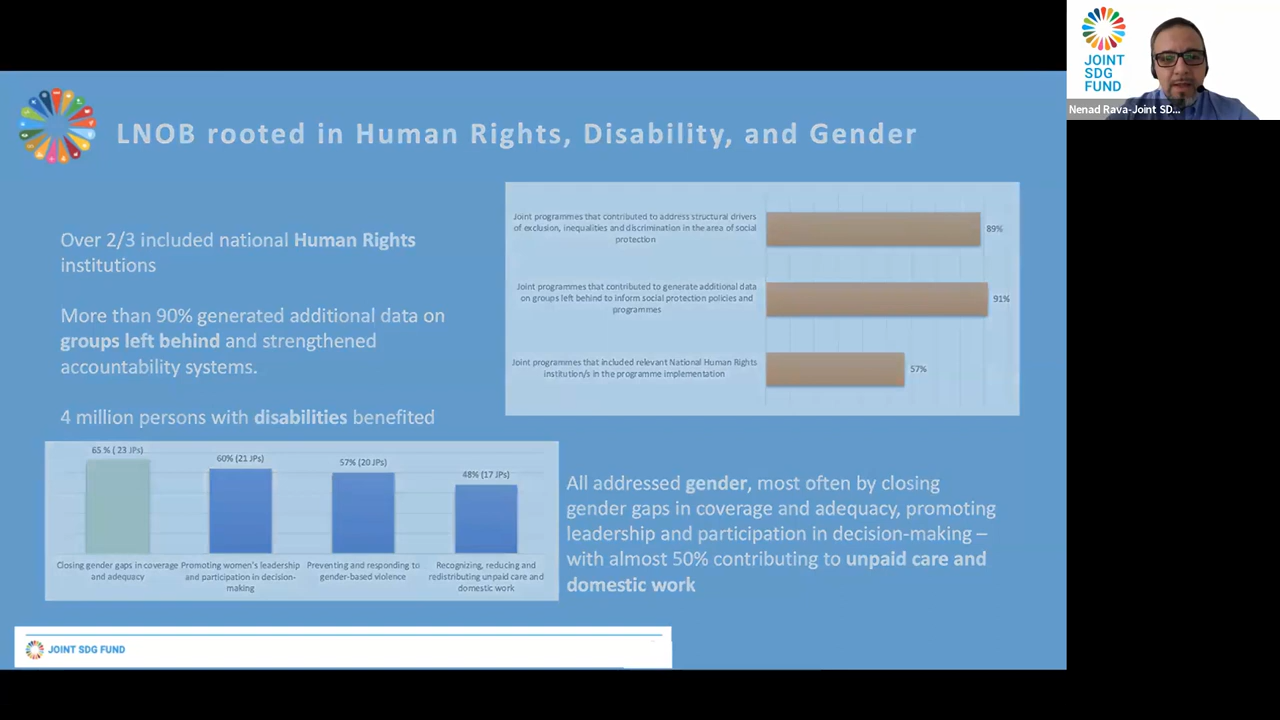 JOINT
SDG
FUND
Nenad Rava-Joint SD...
LNOB rooted in Human Rights, Disability, and Gender
Over 2/3 included national Human Rights
institutions
More than 90% generated additional data on
groups left behind and strengthened
accountability systems.
4 million persons with disabilities benefited
Joint programmes that contributed to address structural drivers
of exclusion, inequalities and discrimination in the area of social
protection
89%
Joint programmes that contributed to generate additional data
on groups left behind to inform social protection policies and
programmes
91%
Joint programmes that included relevant National Human Rights
institution/s in the programme implementation
57%
65 % ( 23 JPs)
60% (21 JPs)
57% (20 JPs)
48% (17 JPs)
Closing gender gaps in coverage
and adequacy
Promoting women's leadership
and participation in decision-
making
Preventing and responding to
gender-based violence
Recognizing, reducing and
redistributing unpaid care and
domestic work
All addressed gender, most often by closing
gender gaps in coverage and adequacy, promoting
leadership and participation in decision-making –
with almost 50% contributing to unpaid care and
domestic work
JOINT SDG FUND